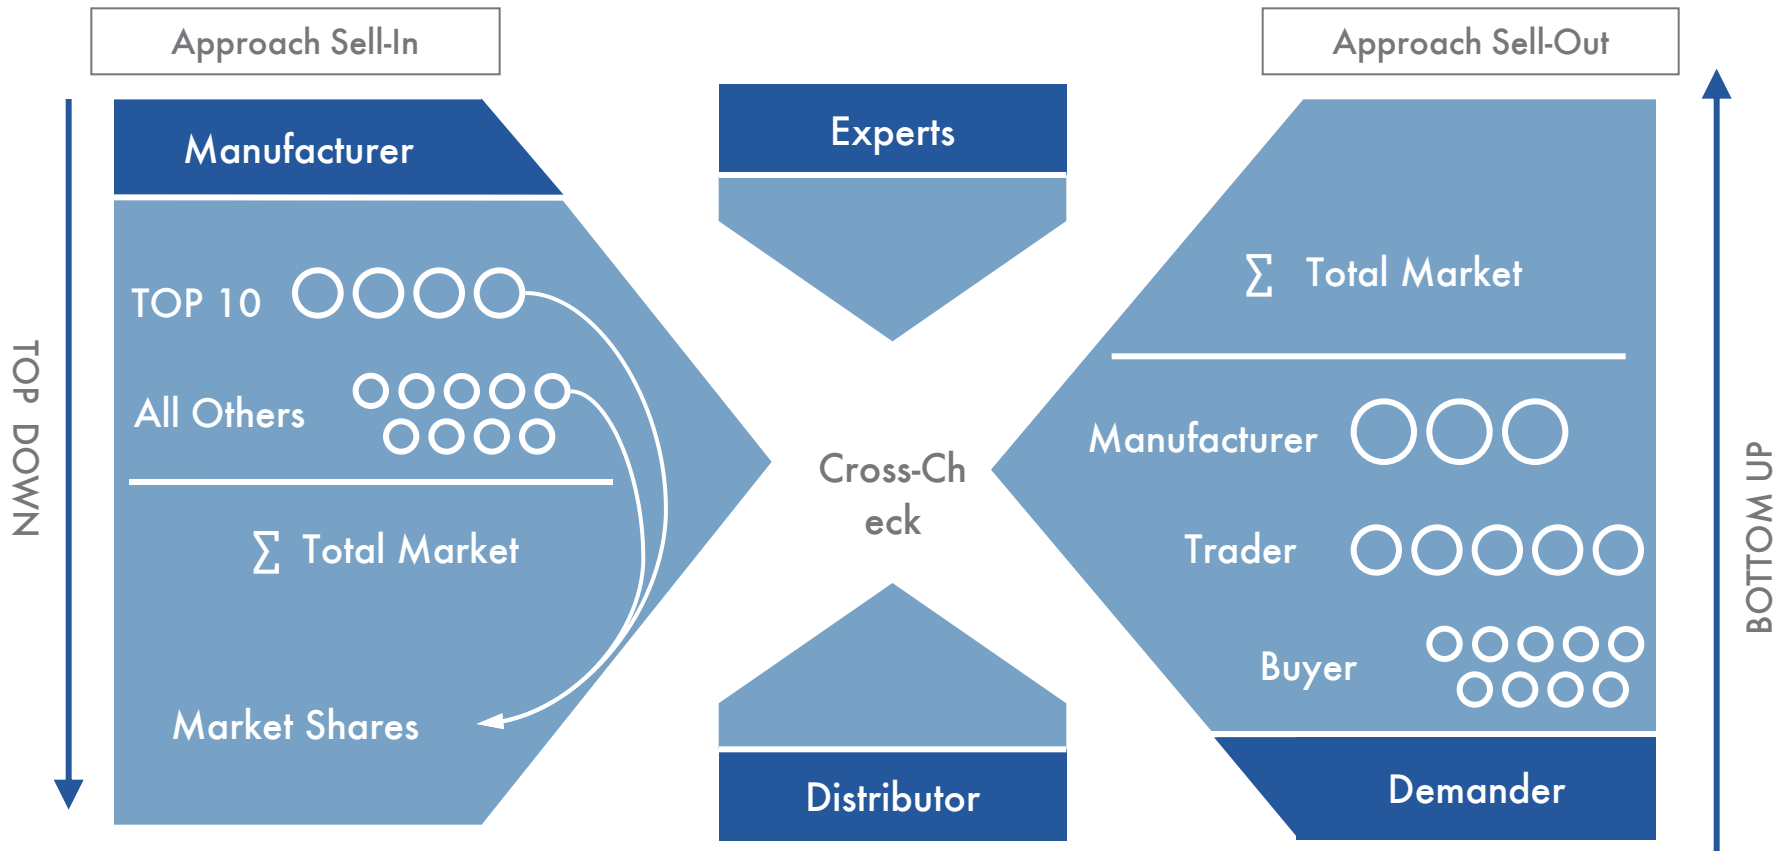 Approach Sell-In
Manufacturer
TOP 10
All Others
∑ Total Market
Market Shares
TOP DOWN
Experts
Cross-Ch
eck
Distributor
Approach Sell-Out
∑ Total Market
Manufacturer
Trader
Buyer
Demander
BOTTOM UP